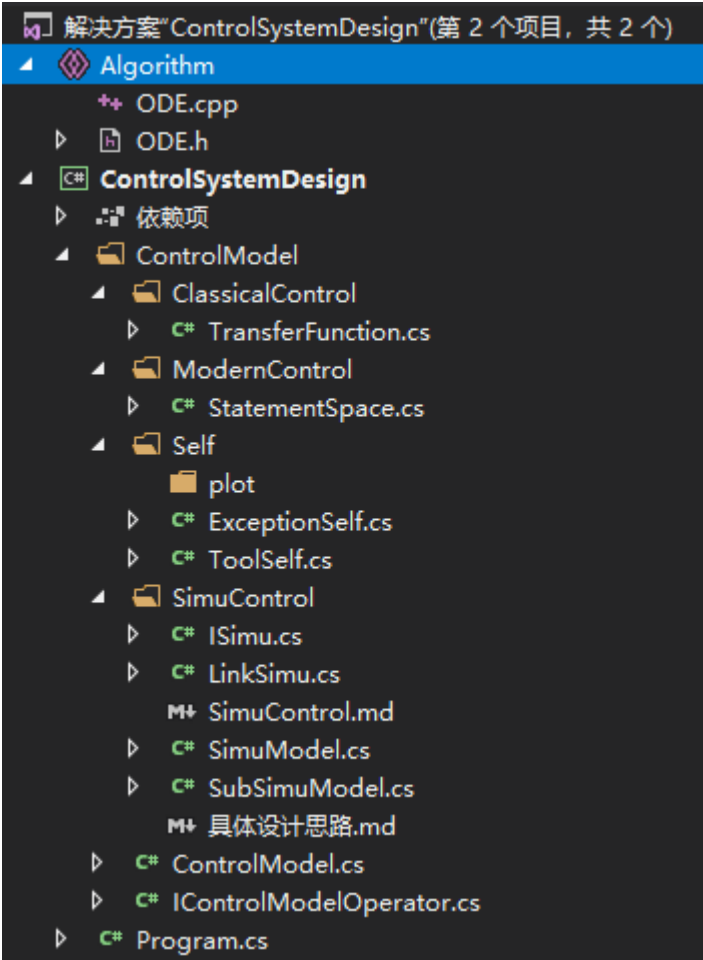 解决方案“ControlSystemDesign”(第 2 个项目，共 2 个)
Algorithm
++ ODE.cpp
h ODE.h
C# ControlSystemDesign
依赖项
ControlModel
ClassicalControl
C# TransferFunction.cs
ModernControl
C# StatementSpace.cs
Self
plot
C# ExceptionSelf.cs
C# ToolSelf.cs
SimuControl
C# ISimu.cs
C# LinkSimu.cs
M↓ SimuControl.md
C# SimuModel.cs
C# SubSimuModel.cs
M↓ 具体设计思路.md
C# ControlModel.cs
C# IControlModelOperator.cs
C# Program.cs